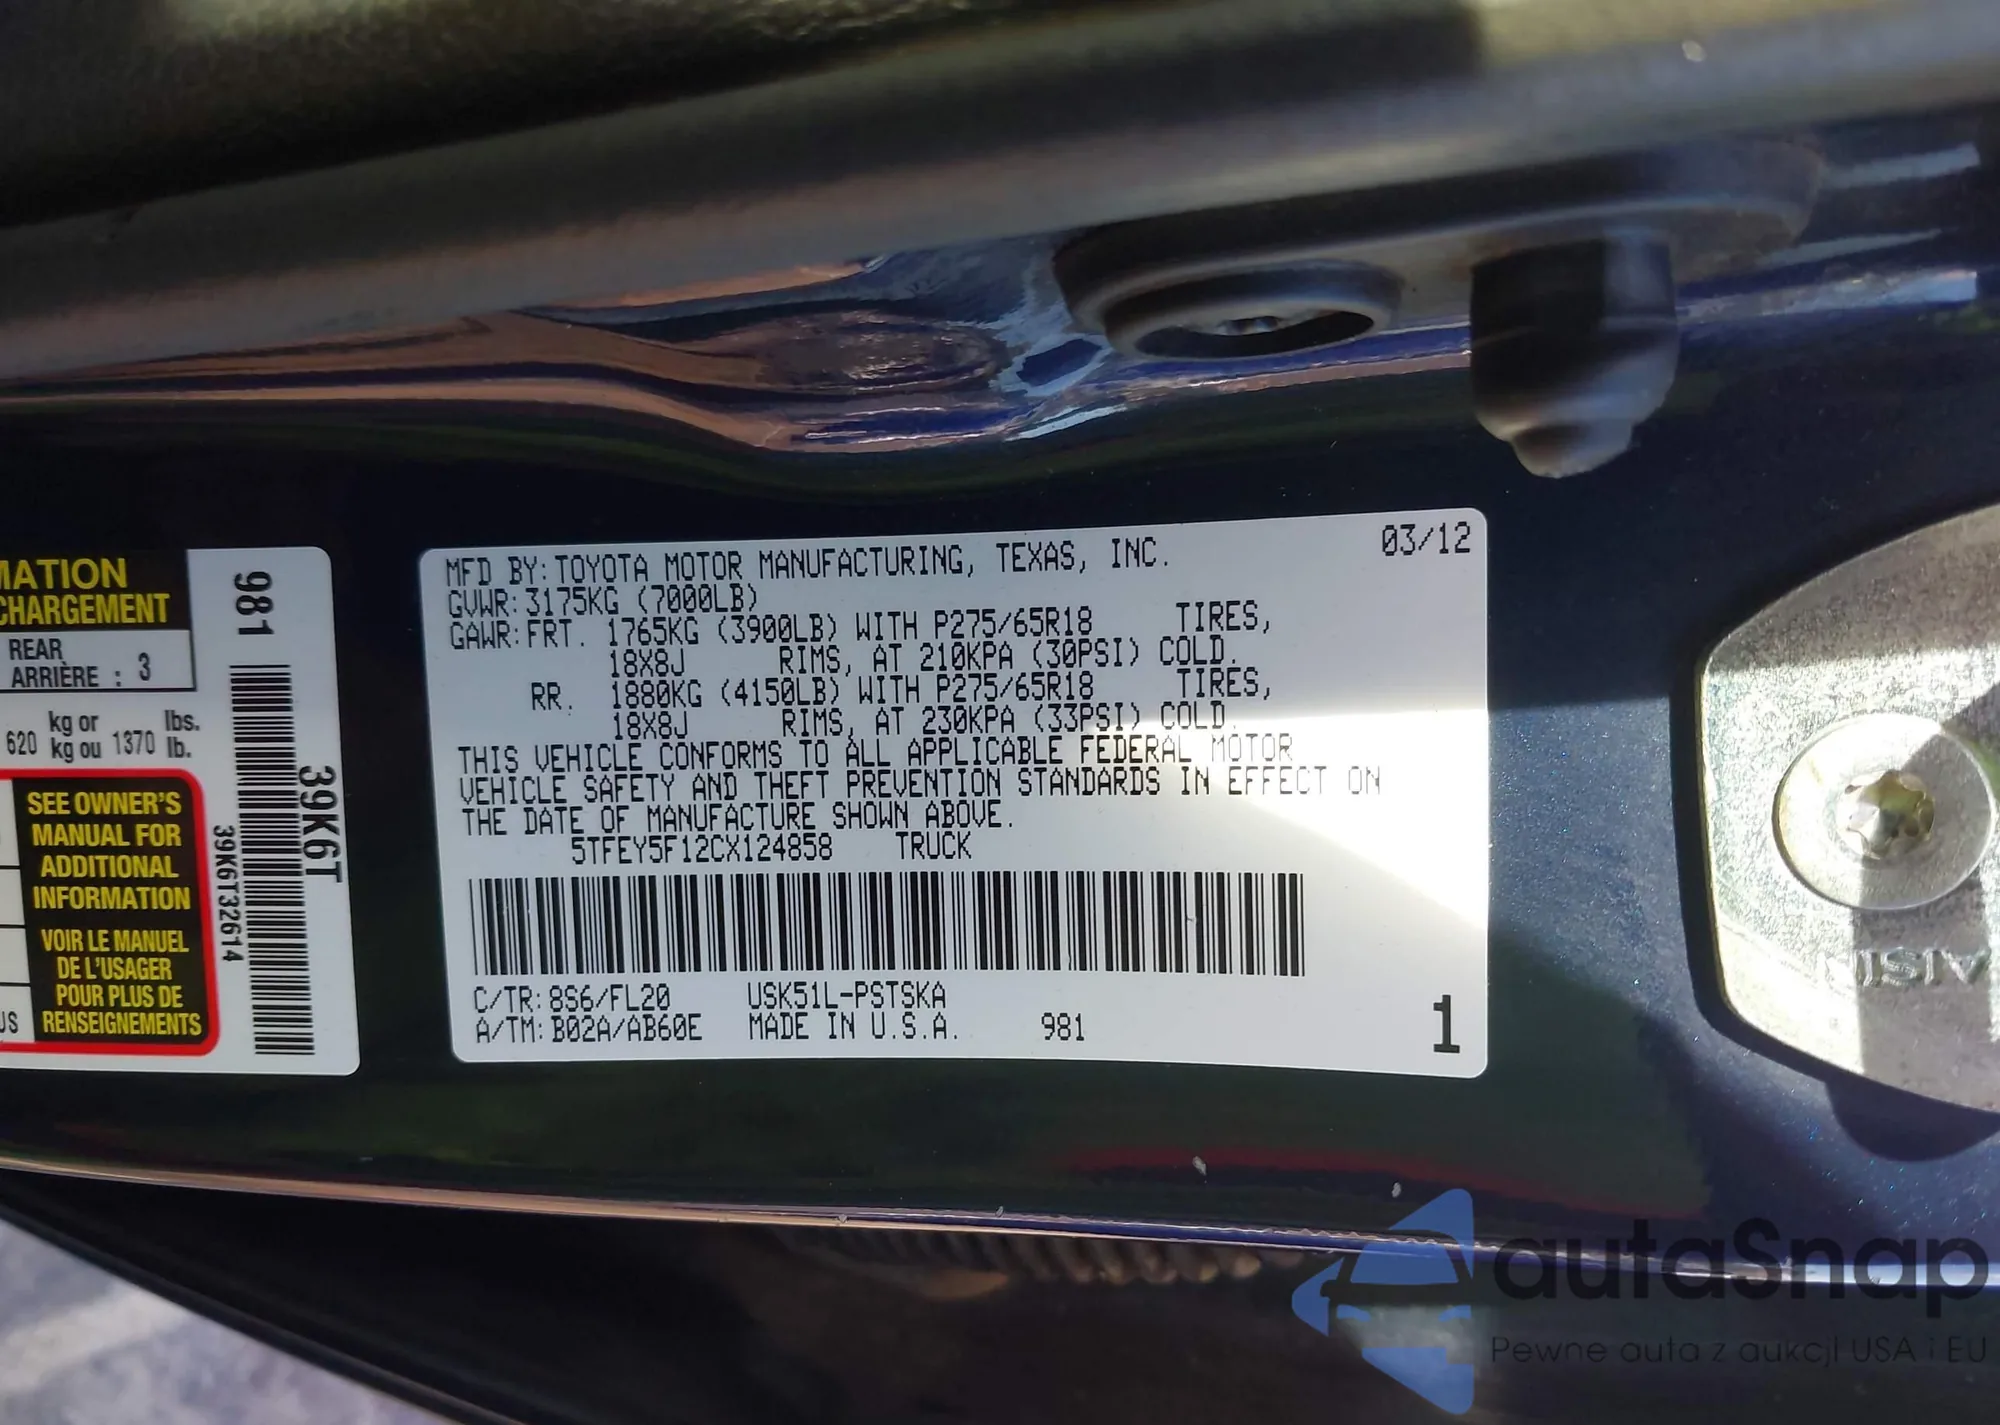 MATION
CHARGEMENT
REAR
ARRIÈRE : 3
620 kg or 1370 lbs.
kg ou lb.
SEE OWNER'S
MANUAL FOR
ADDITIONAL
INFORMATION
VOIR LE MANUEL
DE L'USAGER
POUR PLUS DE
RENSEIGNEMENTS
US
981
39K6T
39K6T32614
MFD BY: TOYOTA MOTOR MANUFACTURING, TEXAS, INC. 03/12
GVWR: 3175KG (7000LB)
GAWR: FRT. 1765KG (3900LB) WITH P275/65R18 TIRES,
18X8J RIMS, AT 210KPA (30PSI) COLD.
RR. 1880KG (4150LB) WITH P275/65R18 TIRES,
18X8J RIMS, AT 230KPA (33PSI) COLD.
THIS VEHICLE CONFORMS TO ALL APPLICABLE FEDERAL MOTOR
VEHICLE SAFETY AND THEFT PREVENTION STANDARDS IN EFFECT ON
THE DATE OF MANUFACTURE SHOWN ABOVE.
5TFEY5F12CX124858 TRUCK
C/TR: 8S6/FL20 USK51L-PSTSKA
A/TM: B02A/AB60E MADE IN U.S.A. 981
1
AISIN
autaSnap
Pewne auta z aukcji USA i EU